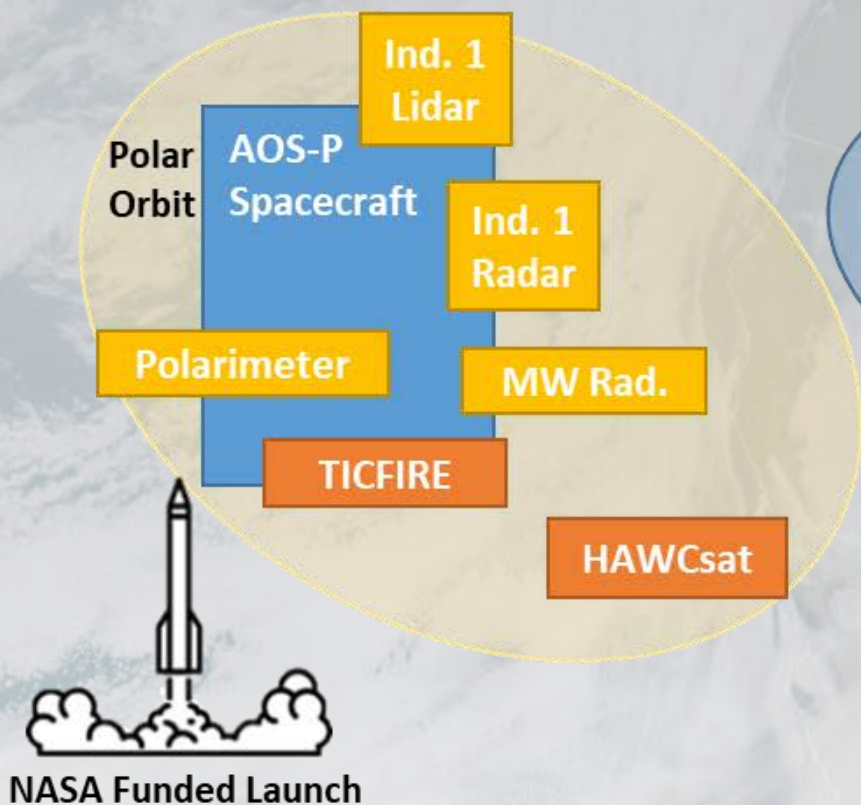 Ind. 1
Lidar
Polar
Orbit
AOS-P
Spacecraft
Ind. 1
Radar
Polarimeter
MW Rad.
TICFIRE
HAWCsat
NASA Funded Launch